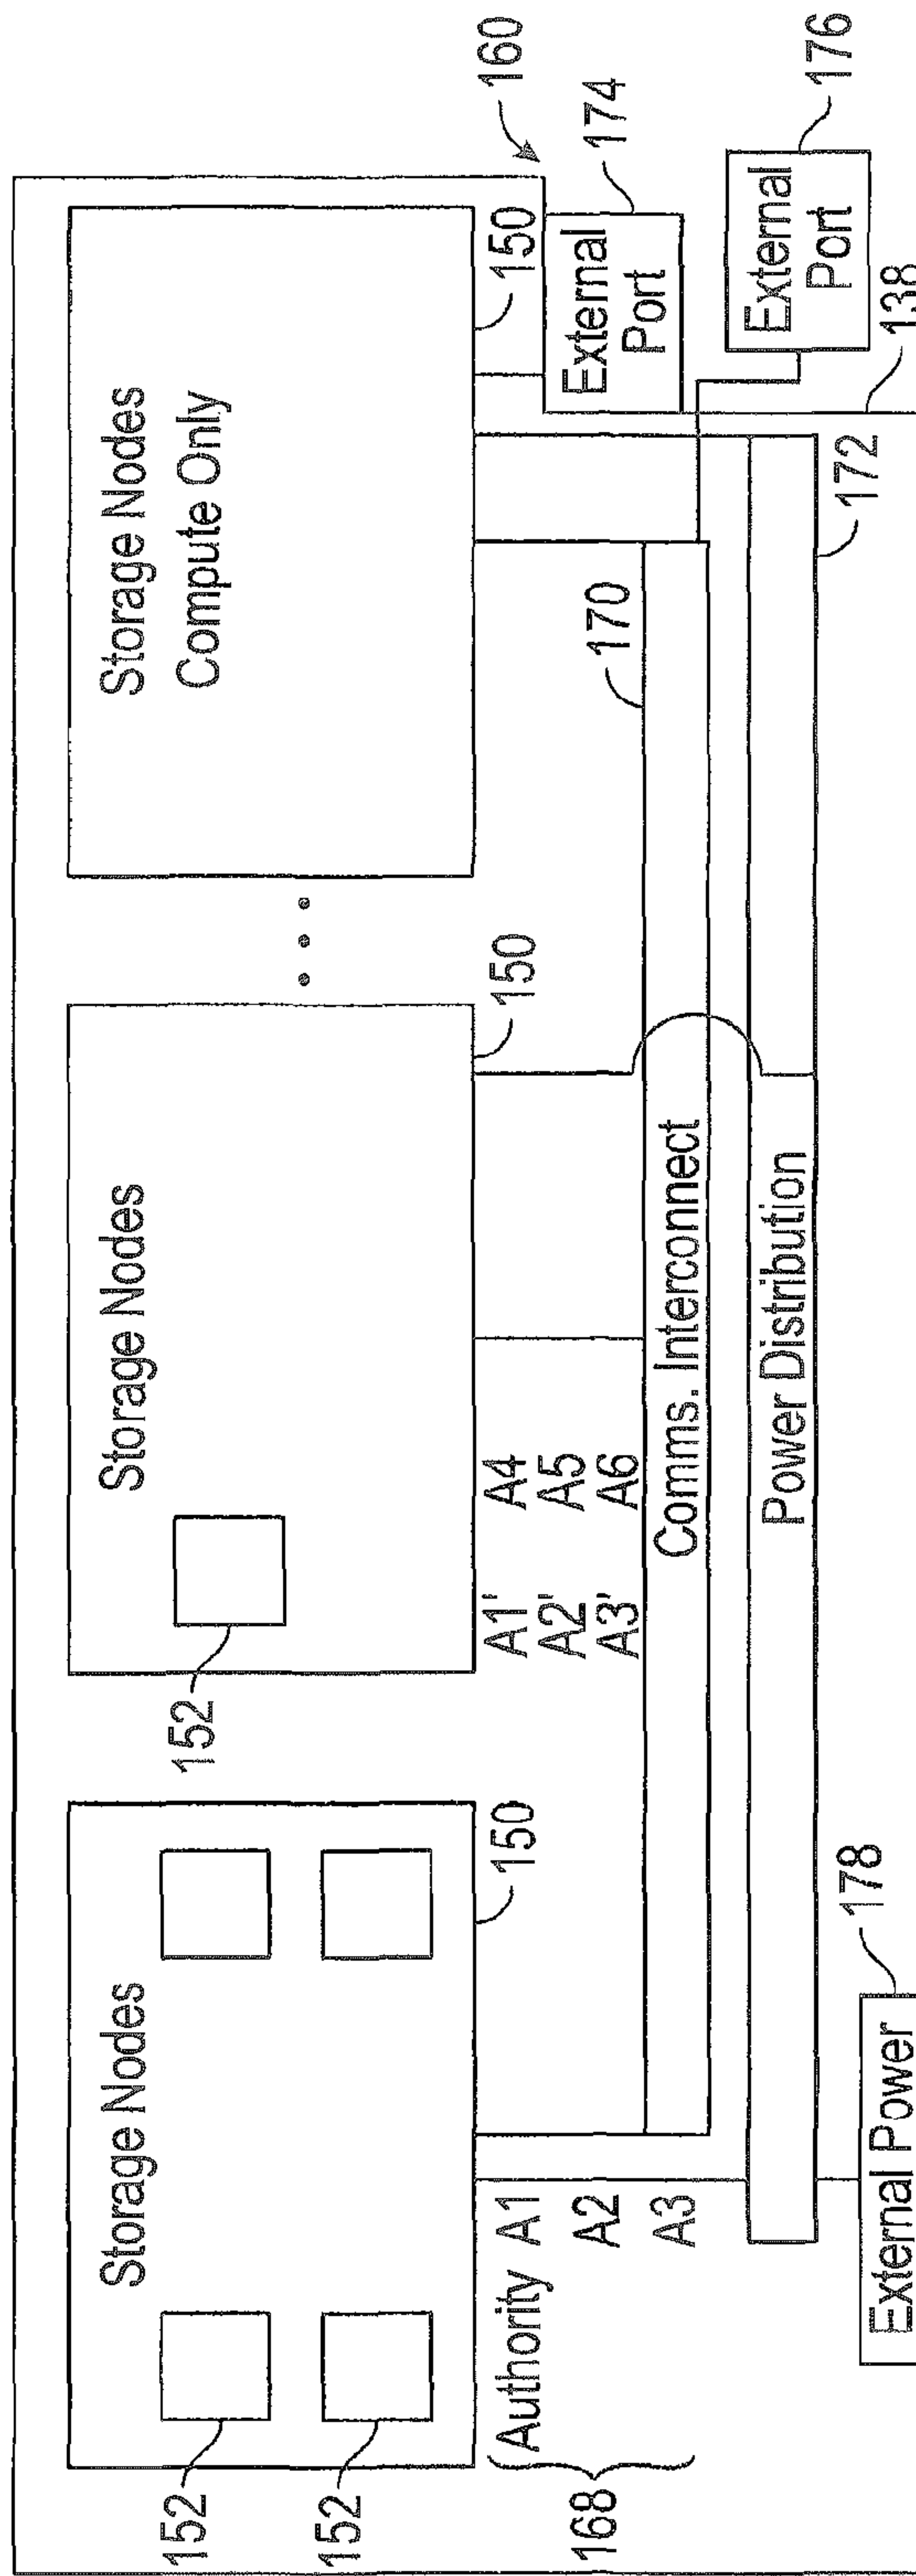 160
Storage Nodes
Storage Nodes
Storage Nodes
Compute Only
152
152
152
150
150
150
168
Authority A1
A2
A3
A1' A4
A2' A5
A3' A6
External
Port
174
170
Comms. Interconnect
External
Port
176
Power Distribution
172
138
External Power
178